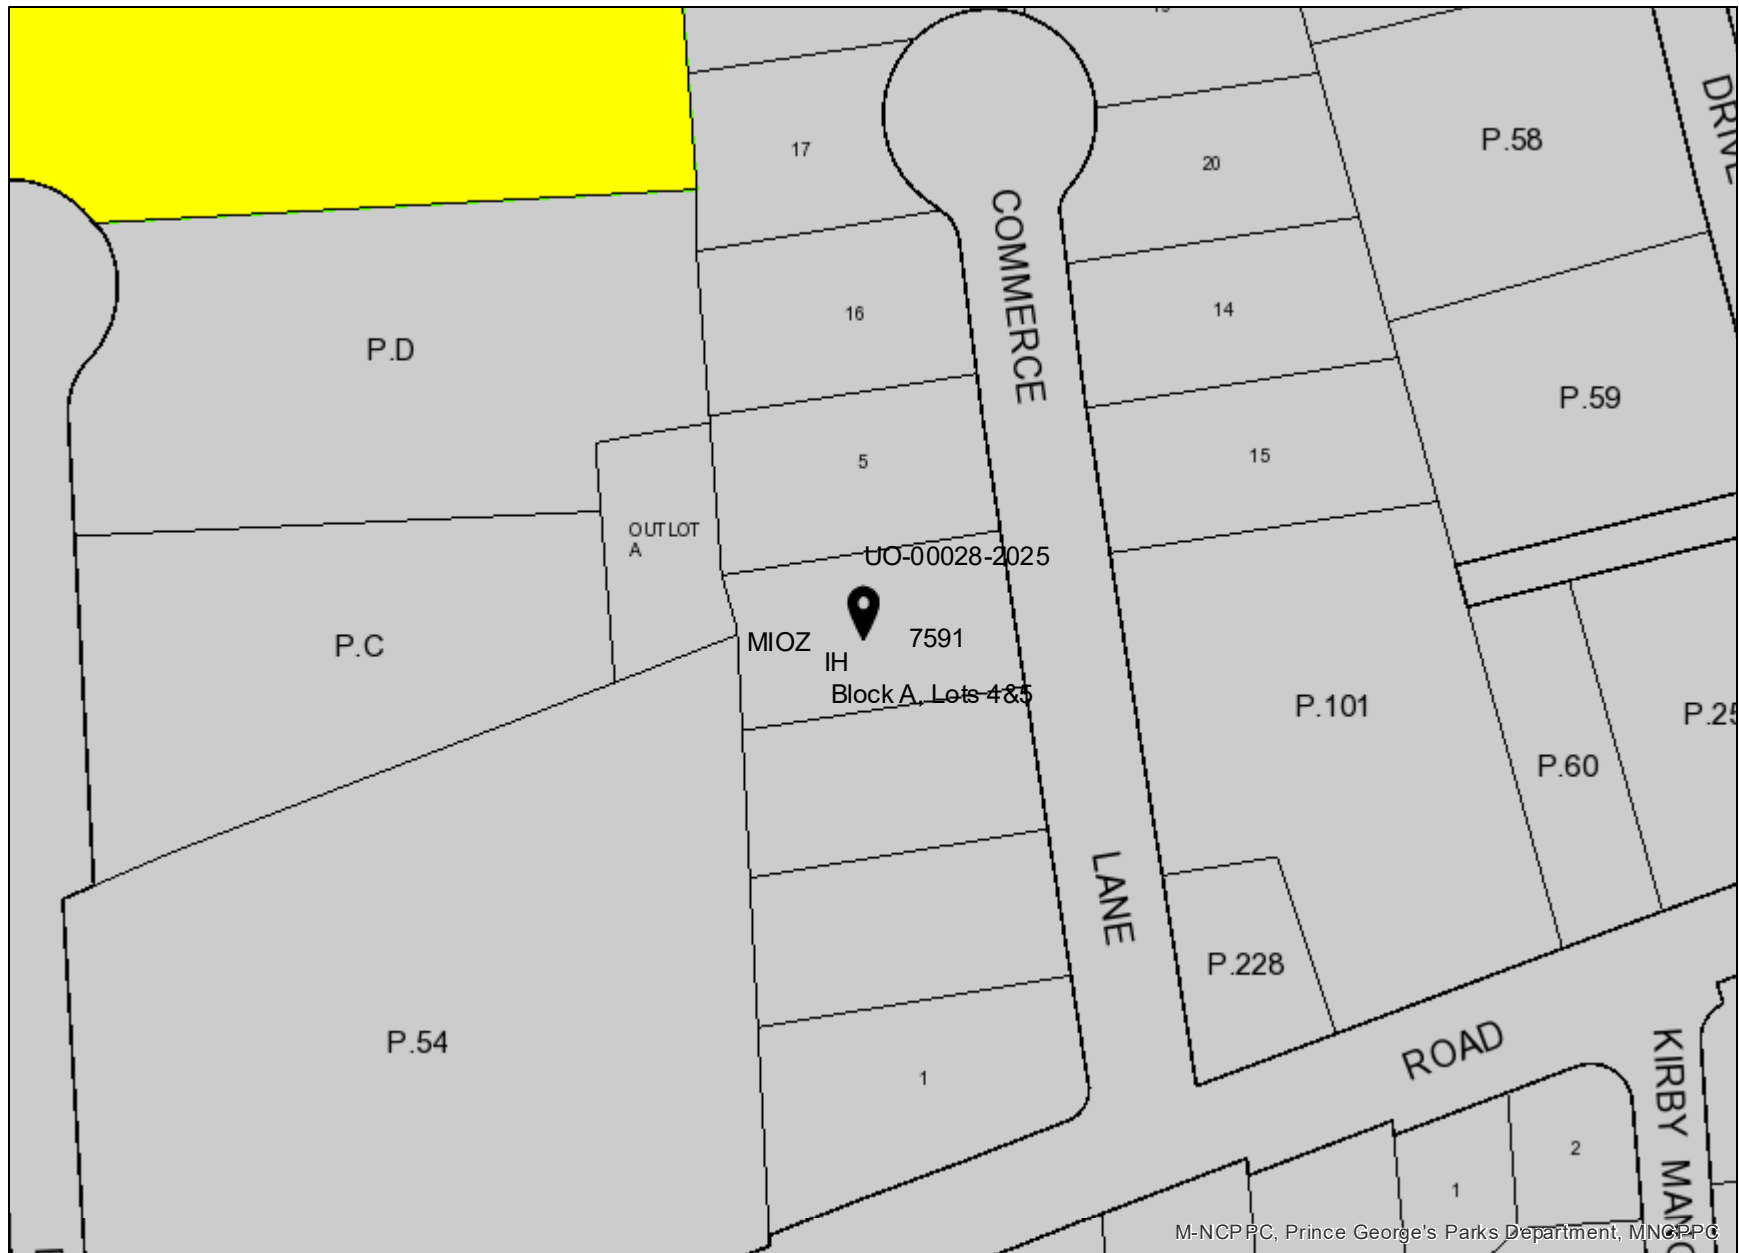 DRIVE
17
20
P.58
COMMERCE
16
14
P.D
P.59
5
15
OUTLOT
A
UO-00028-2025
P.C
MIOZ
7591
IH
Block A, Lots 4&5
P.101
P.25
P.60
LANE
P.228
P.54
1
ROAD
KIRBY MANO
2
1
M-NCPPC, Prince George's Parks Department, MNCPPC